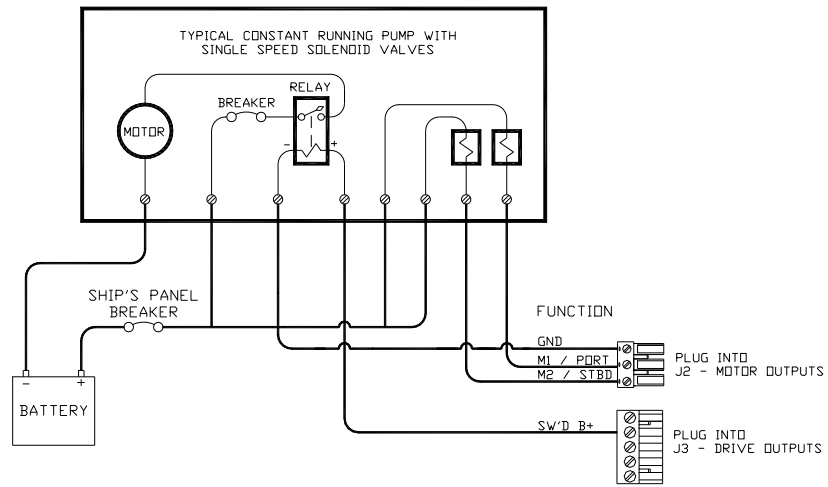 TYPICAL CONSTANT RUNNING PUMP WITH
SINGLE SPEED SOLENOID VALVES
RELAY
BREAKER
MOTOR
- +
SHIP'S PANEL
BREAKER
FUNCTION
GND
M1 / PORT
M2 / STBD
PLUG INTO
J2 - MOTOR OUTPUTS
- +
BATTERY
SW'D B+
PLUG INTO
J3 - DRIVE OUTPUTS